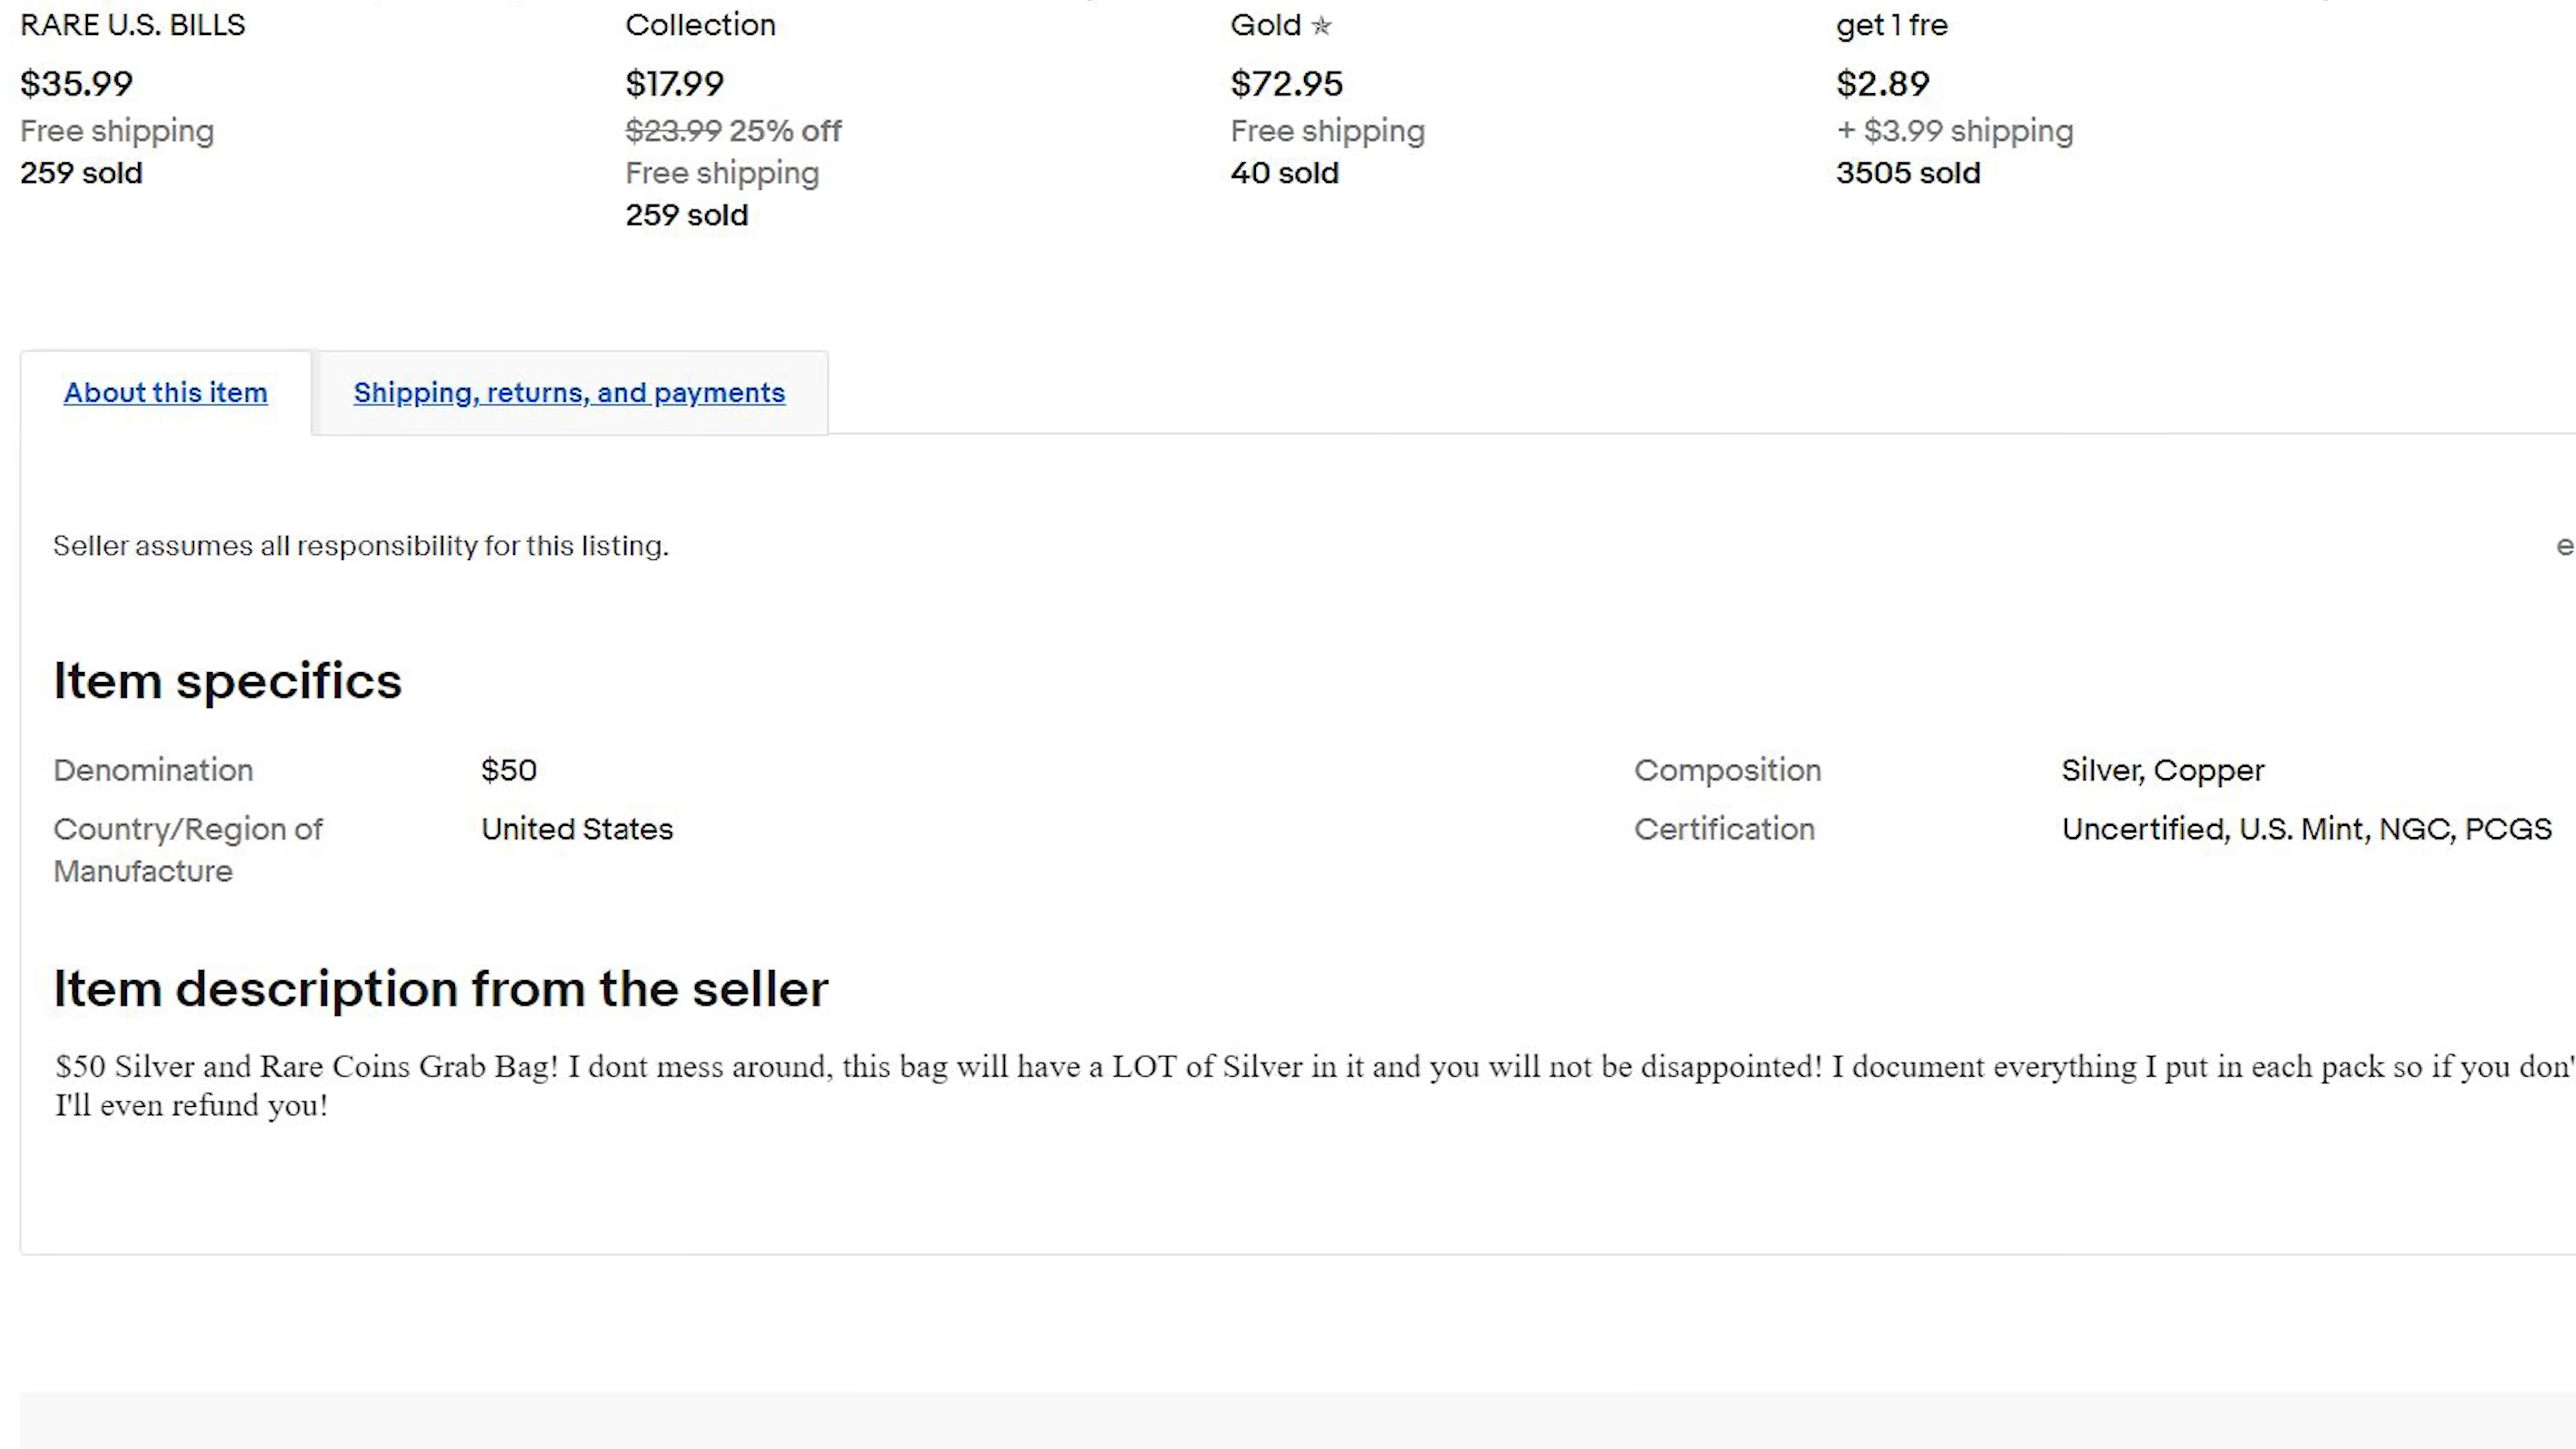 RARE U.S. BILLS
$35.99
Free shipping
259 sold
Collection
$17.99
$23.99 25% off
Free shipping
259 sold
Gold ✯
$72.95
Free shipping
40 sold
get 1 fre
$2.89
+ $3.99 shipping
3505 sold
About this item
Shipping, returns, and payments
Seller assumes all responsibility for this listing.
e
Item specifics
Denomination $50
Composition Silver, Copper
Country/Region of Manufacture United States
Certification Uncertified, U.S. Mint, NGC, PCGS
Item description from the seller
$50 Silver and Rare Coins Grab Bag! I dont mess around, this bag will have a LOT of Silver in it and you will not be disappointed! I document everything I put in each pack so if you don'
I'll even refund you!